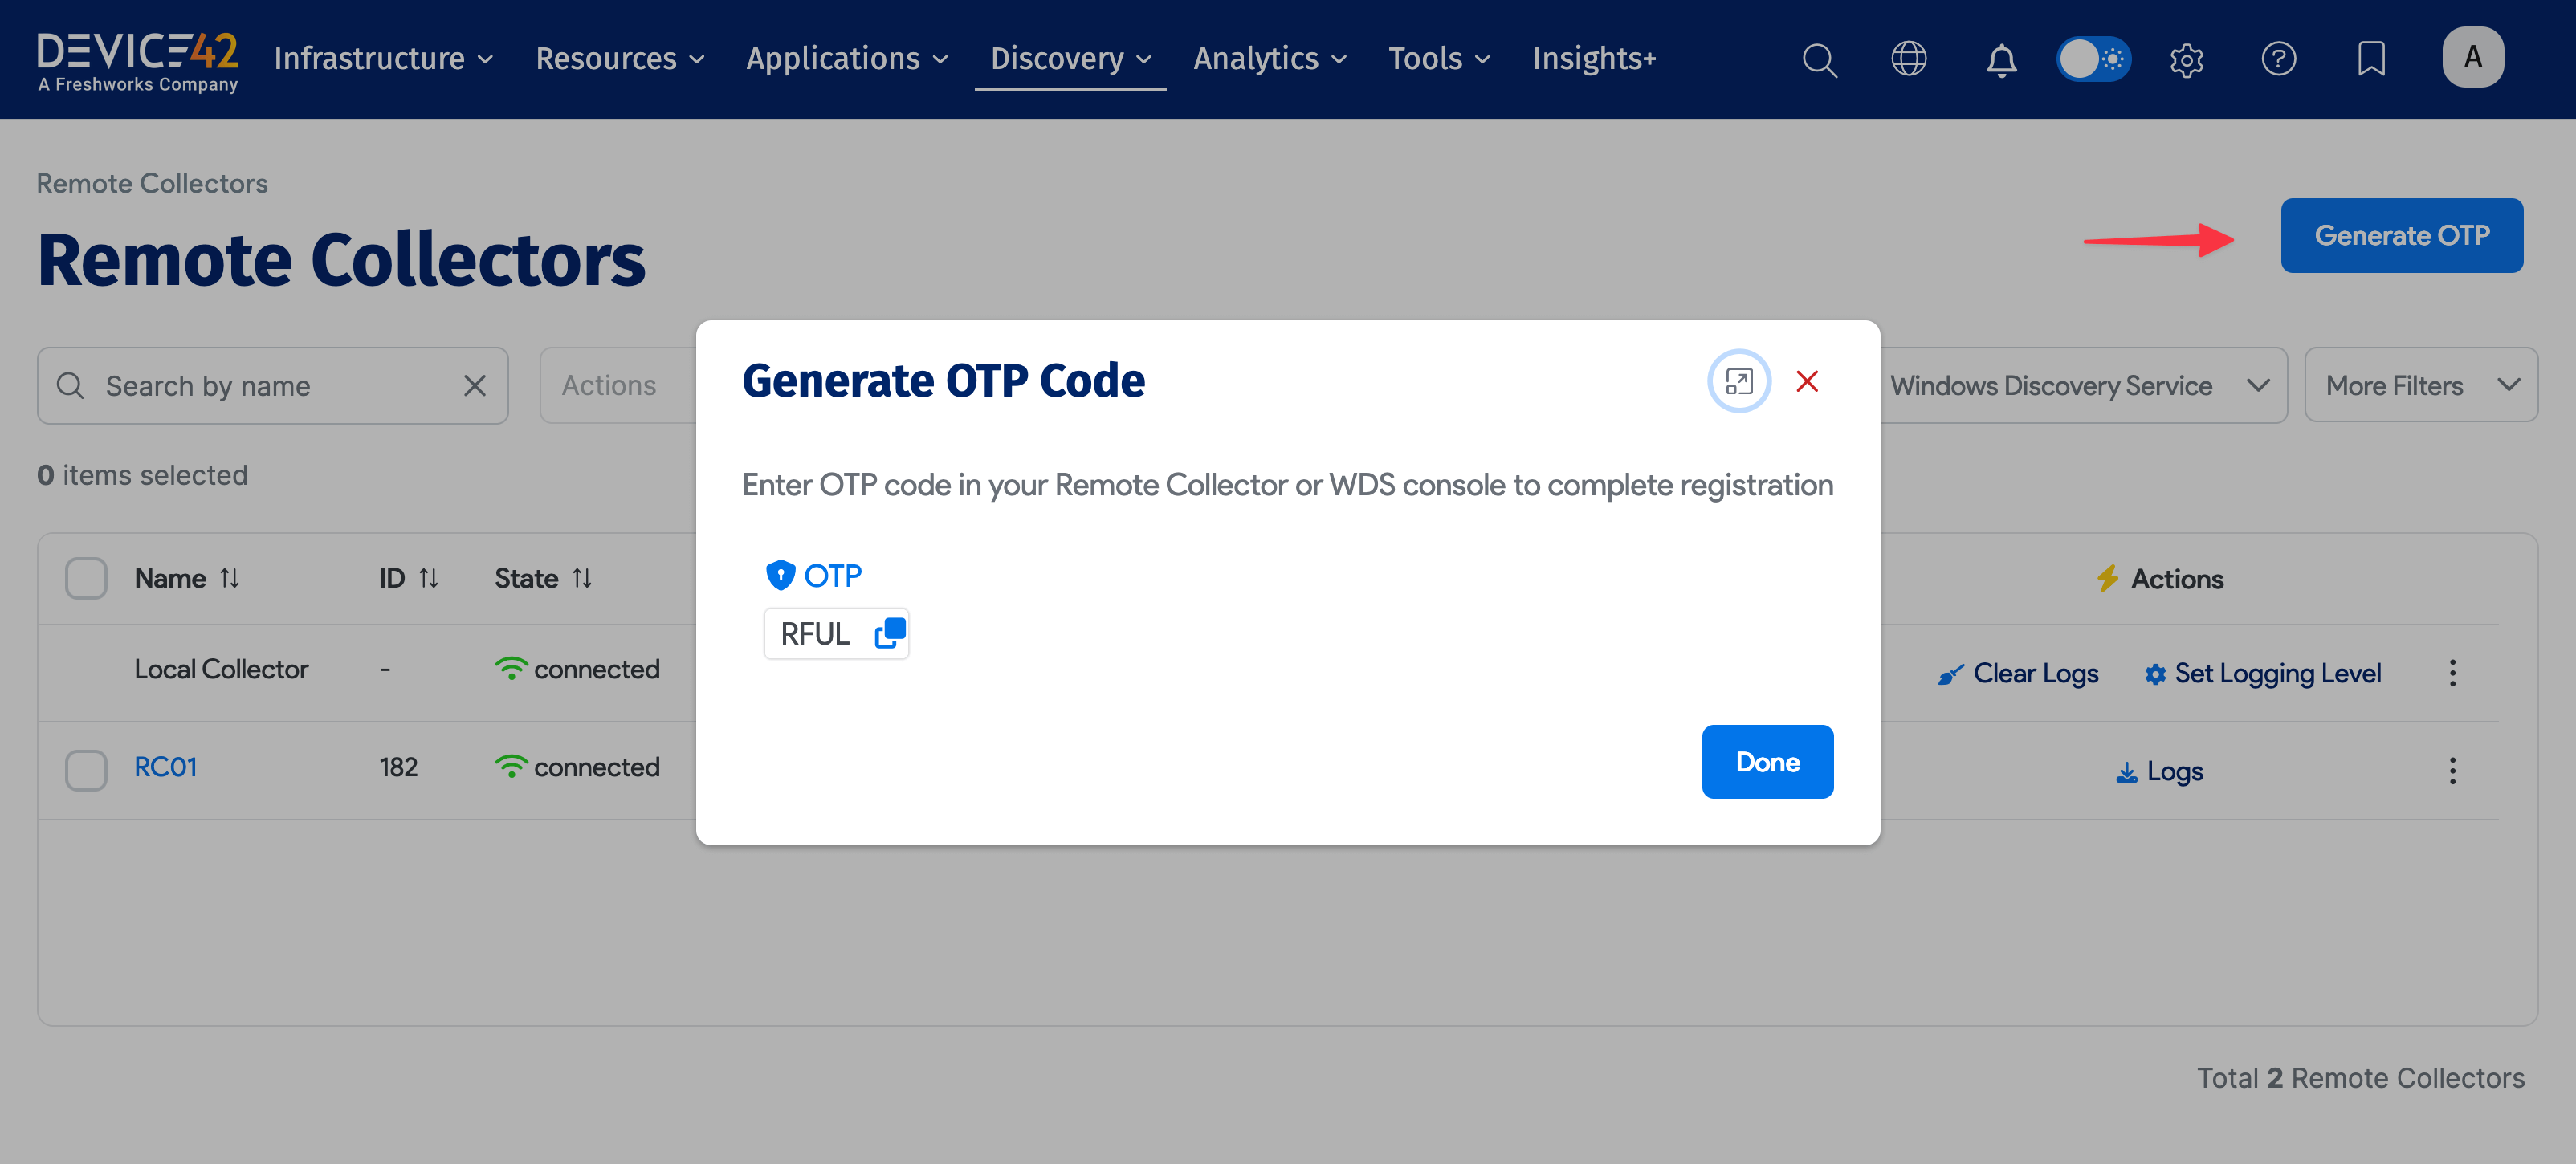 DEVICE42
A Freshworks Company
Infrastructure Resources Applications Discovery Analytics Tools Insights+
A
Remote Collectors
Remote Collectors
Generate OTP
Search by name
Actions
Windows Discovery Service
More Filters
0 items selected
Name ID State Actions
Local Collector - connected Clear Logs Set Logging Level
RC01 182 connected Logs
Generate OTP Code
Enter OTP code in your Remote Collector or WDS console to complete registration
OTP
RFUL
Done
Total 2 Remote Collectors